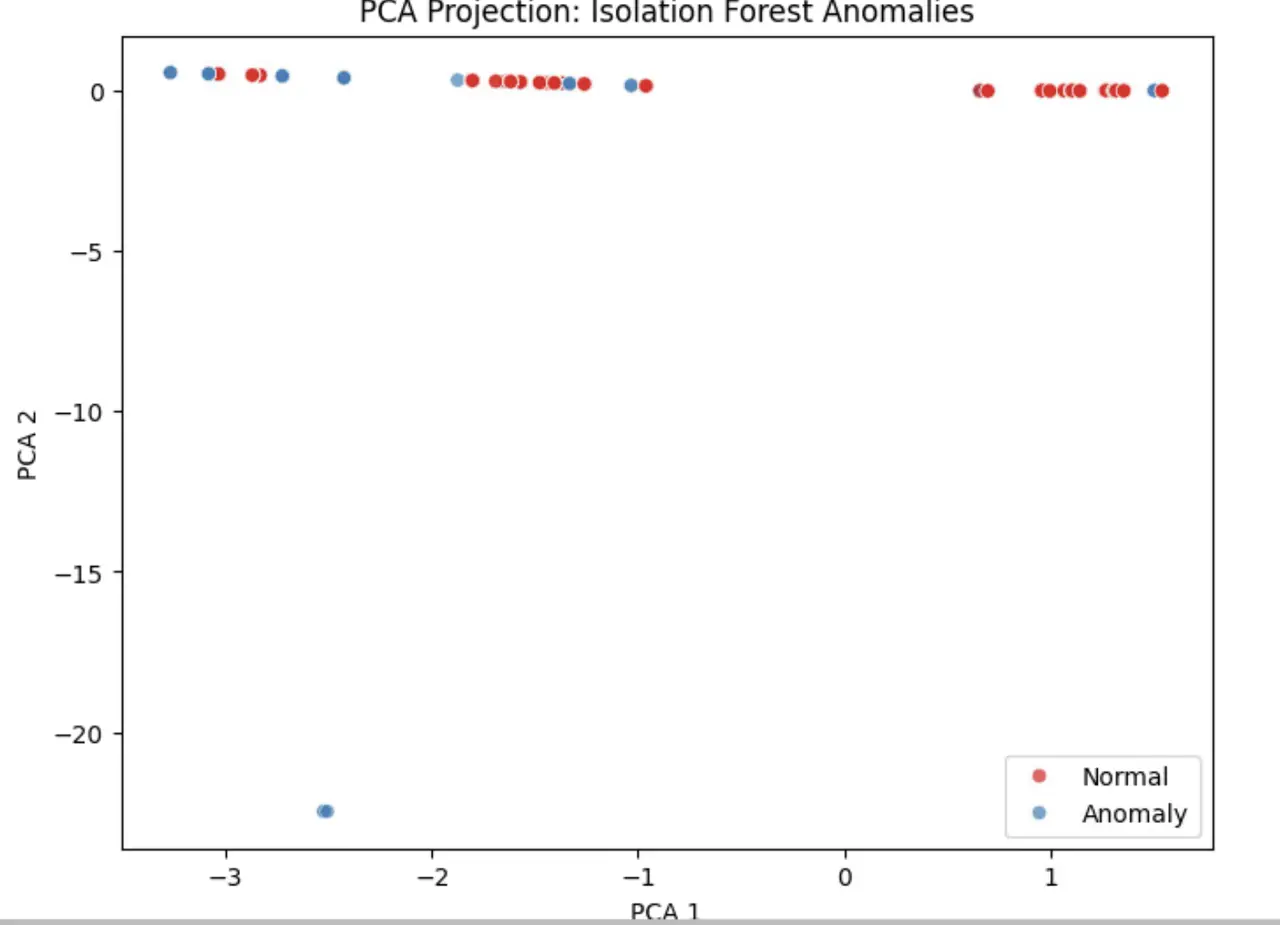 PCA Projection: Isolation Forest Anomalies
0
−5
−10
−15
−20
PCA 2
−3
−2
−1
0
1
PCA 1
Normal
Anomaly